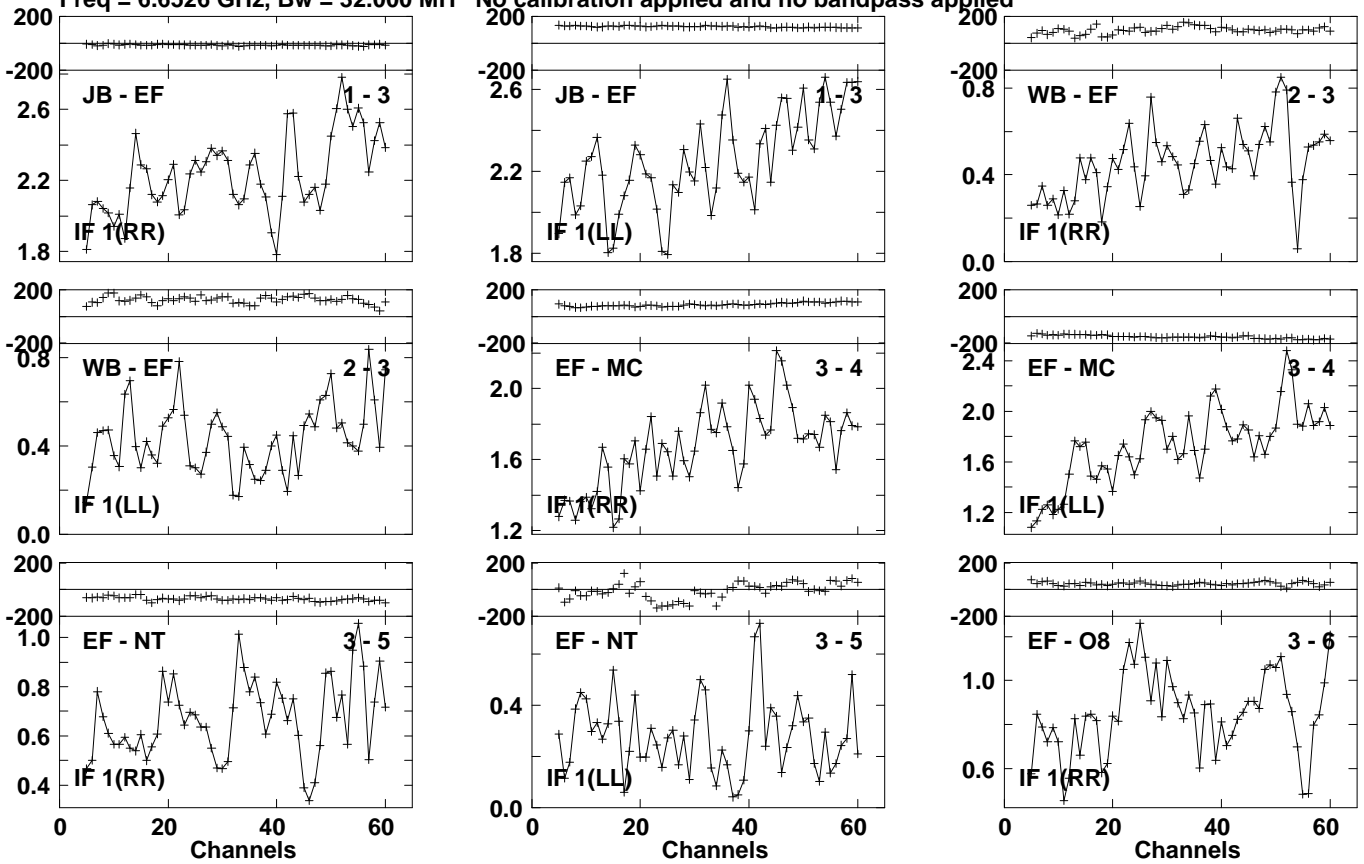 Freq = 6.6526 GHz, Bw = 32.000 MH No calibration applied and no bandpass applied
200
-200
JB - EF
1 - 3
2.6
2.2
1.8
IF 1(RR)
200
-200
JB - EF
1 - 3
2.6
2.2
1.8
IF 1(LL)
200
-200
WB - EF
2 - 3
0.8
0.4
0.0
IF 1(RR)
200
-200
WB - EF
2 - 3
0.8
0.4
0.0
IF 1(LL)
200
-200
EF - MC
3 - 4
2.0
1.6
1.2
IF 1(RR)
200
-200
EF - MC
3 - 4
2.4
2.0
1.6
1.2
IF 1(LL)
200
-200
EF - NT
3 - 5
1.0
0.8
0.6
0.4
IF 1(RR)
0 20 40 60
Channels
200
-200
EF - NT
3 - 5
0.4
0.0
IF 1(LL)
0 20 40 60
Channels
200
-200
EF - O8
3 - 6
1.0
0.6
IF 1(RR)
0 20 40 60
Channels